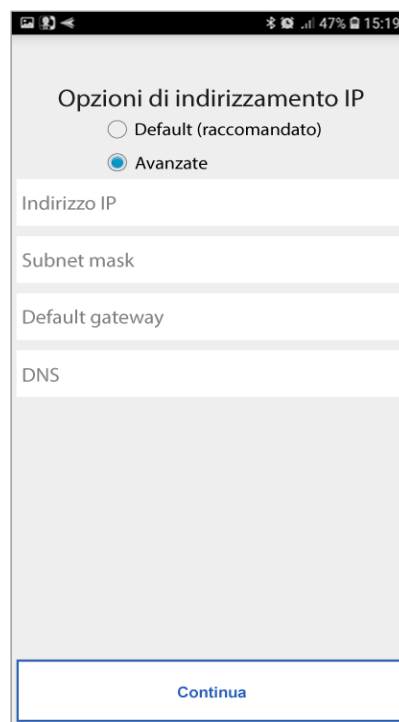 47% 15:19
Opzioni di indirizzamento IP
Default (raccomandato)
Avanzate
Indirizzo IP
Subnet mask
Default gateway
DNS
Continua